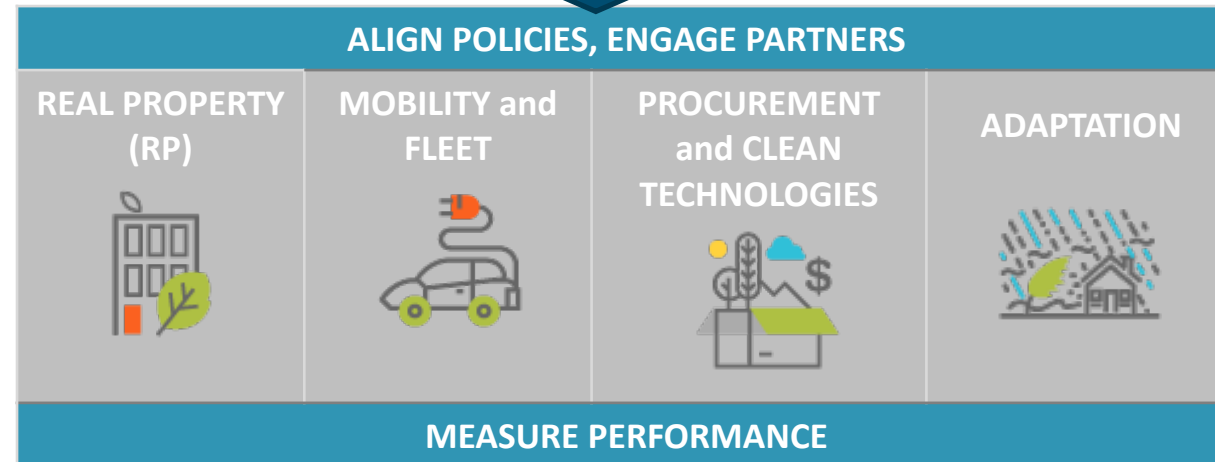 ALIGN POLICIES, ENGAGE PARTNERS
REAL PROPERTY
(RP)
MOBILITY and
FLEET
PROCUREMENT
and CLEAN
TECHNOLOGIES
$
ADAPTATION
MEASURE PERFORMANCE